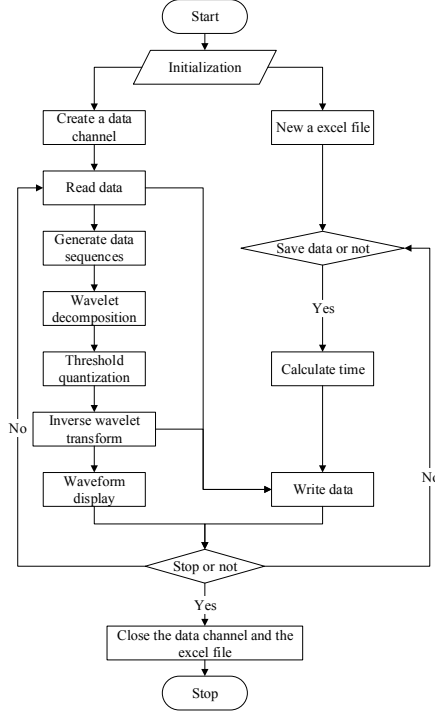 Start
Initialization
Create a data
channel
New a excel file
Read data
Generate data
sequences
Save data or not
Wavelet
decomposition
Yes
Threshold
quantization
Calculate time
No
Inverse wavelet
transform
Waveform
display
Write data
No
Stop or not
Yes
Close the data channel and the
excel file
Stop